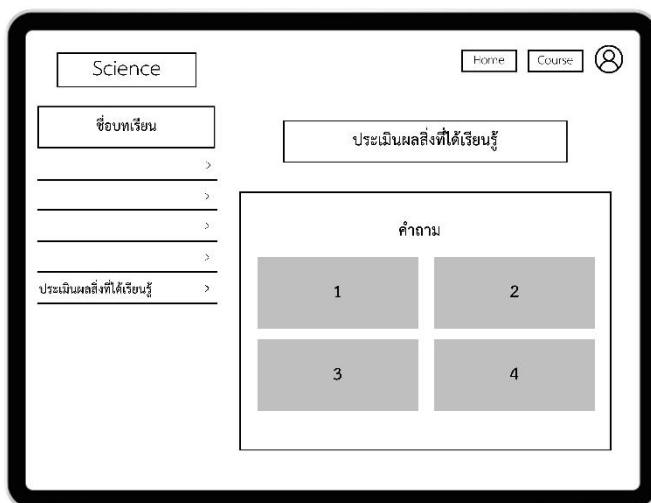 Science
Home
Course
ชื่อบทเรียน
ประเมินผลสิ่งที่ได้เรียนรู้
ประเมินผลสิ่งที่ได้เรียนรู้
คำถาม
1
2
3
4